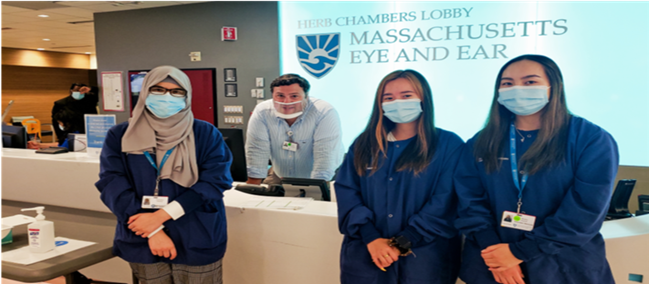 HERB CHAMBERS LOBBY
MASSACHUSETTS
EYE AND EAR